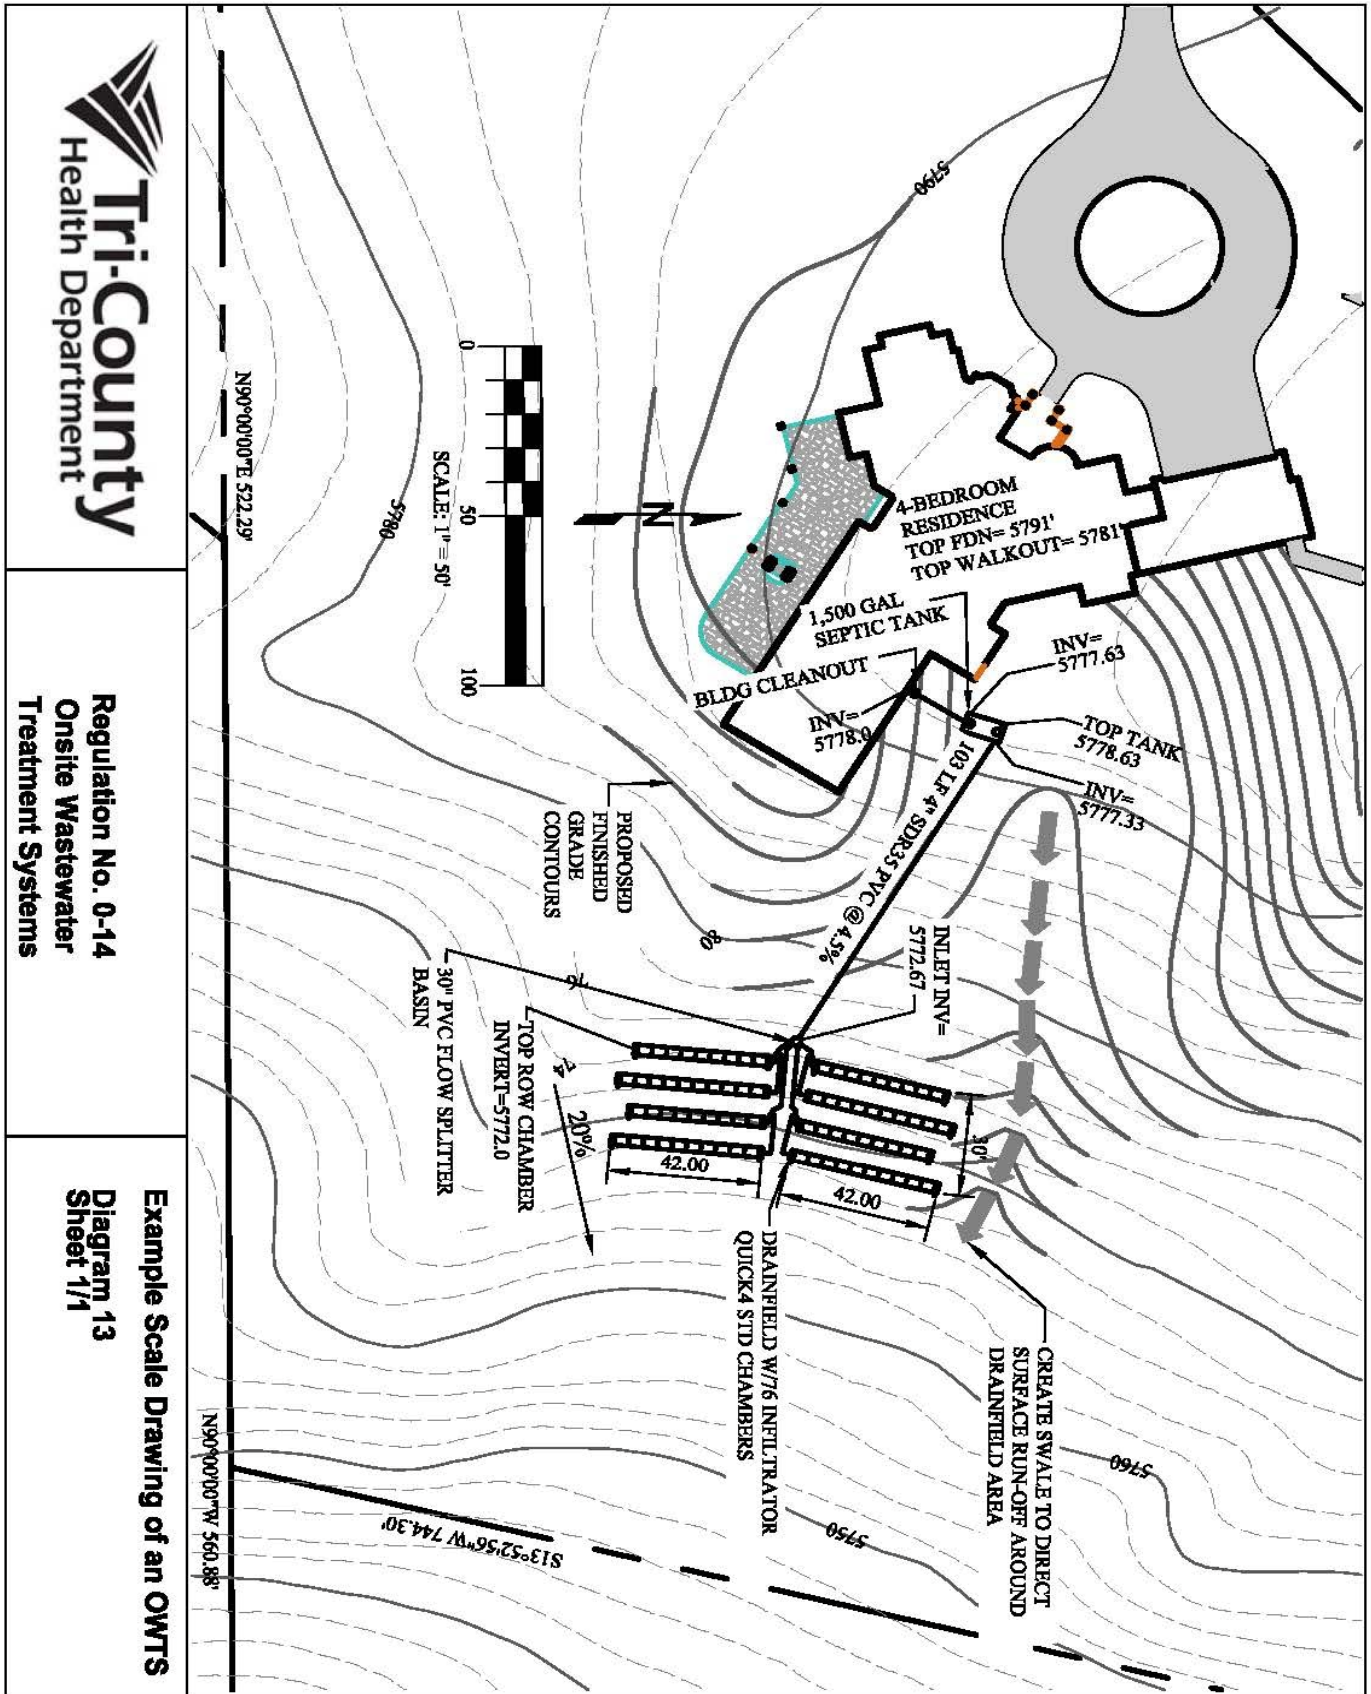 5790
4-BEDROOM
RESIDENCE
TOP FDN= 5791'
TOP WALKOUT= 5781'
1,500 GAL
SEPTIC TANK
BLDG CLEANOUT
INV=
5778.0
INV=
5777.63
TOP TANK
5778.63
INV=
5777.33
103 LF 4" SDR35 PVC @ 4.5%
INLET INV=
5772.67
PROPOSED
FINISHED
GRADE
CONTOURS
80
76
74
20%
30" PVC FLOW SPLITTER
BASIN
TOP ROW CHAMBER
INVERT=5772.0
42.00
42.00
30'
DRAINFIELD W/76 INFILTRATOR
QUICK4 STD CHAMBERS
CREATE SWALE TO DIRECT
SURFACE RUN-OFF AROUND
DRAINFIELD AREA
5760
5750
5780
0
50
100
SCALE: 1" = 50'
N
N90°00'00"E 522.29'
N90°00'00"W 560.88'
S13°52'56"W 744.30'
Tri-County
Health Department
Regulation No. 0-14
Onsite Wastewater
Treatment Systems
Example Scale Drawing of an OWTS
Diagram 13
Sheet 1/1